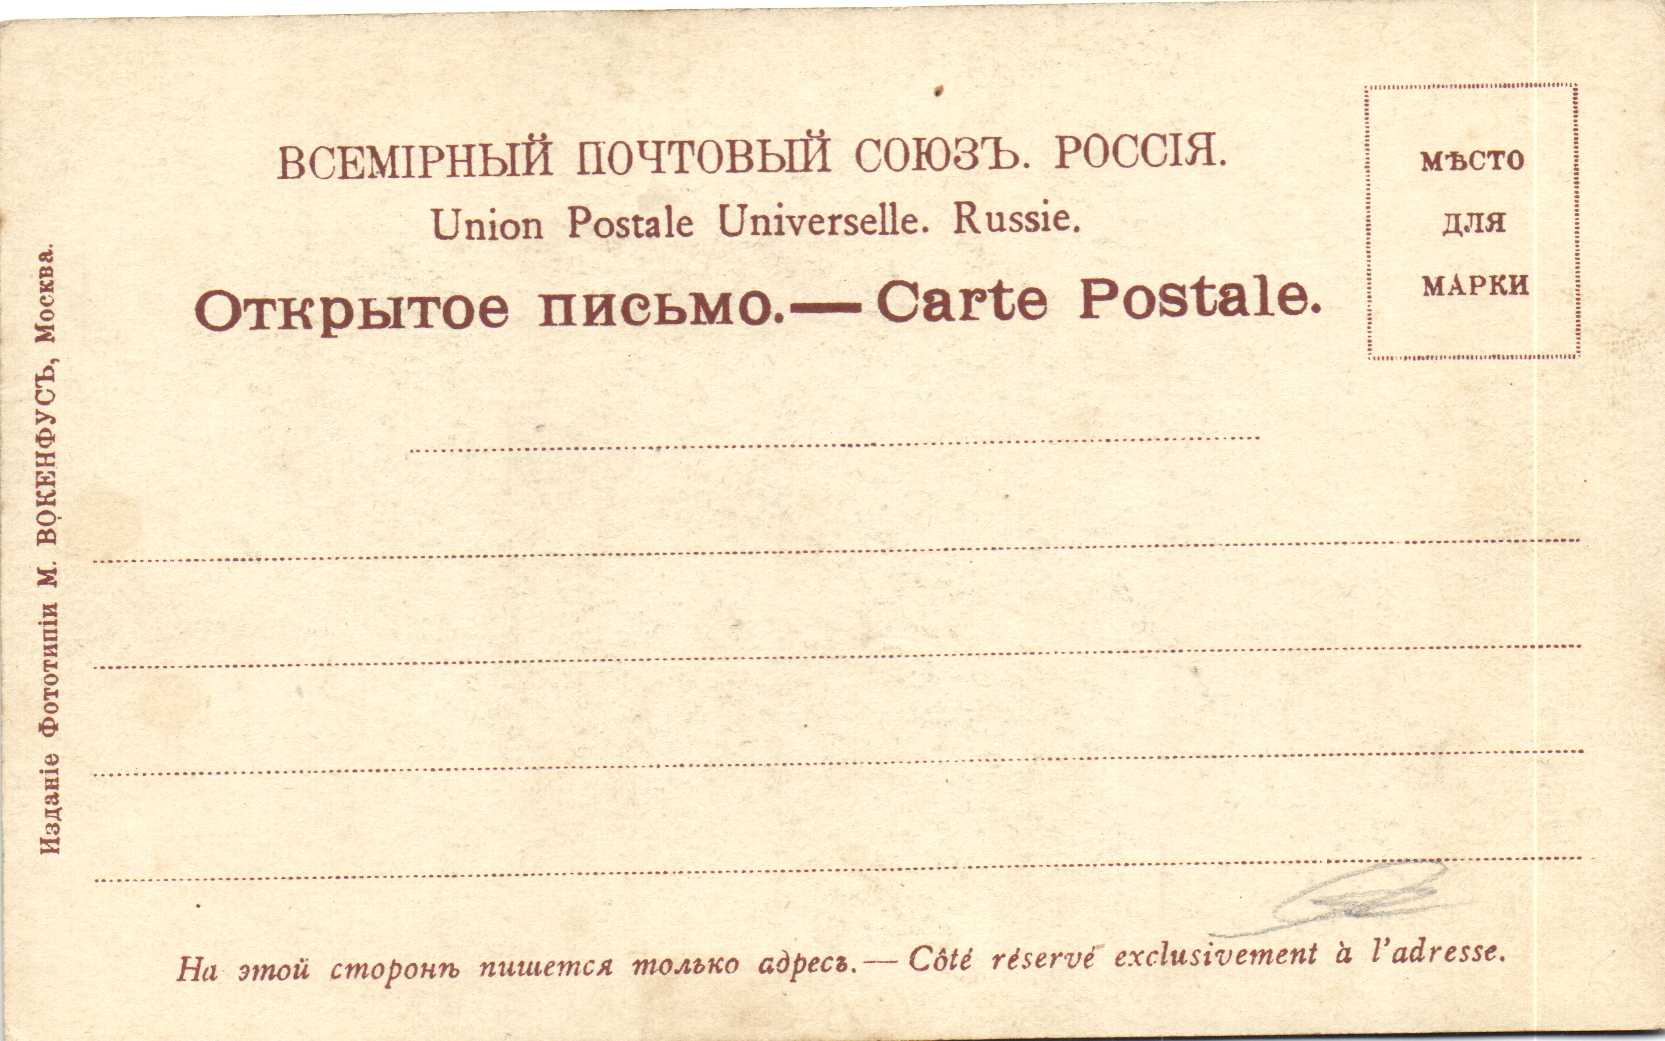 ВСЕМІРНЫЙ ПОЧТОВЫЙ СОЮЗЪ. РОССІЯ.
Union Postale Universelle. Russie.
Открытое письмо.— Carte Postale.
МѢСТО
ДЛЯ
МАРКИ
Изданіе Фототипіи М. ВОКЕНФУСЪ, Москва.
На этой сторонѣ пишется только адресъ.— Côté réservé exclusivement à l'adresse.